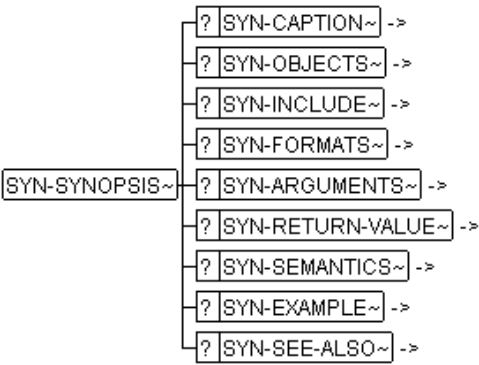 ? SYN-CAPTION~ ->
? SYN-OBJECTS~ ->
? SYN-INCLUDE~ ->
? SYN-FORMATS~ ->
SYN-SYNOPSIS~ ? SYN-ARGUMENTS~ ->
? SYN-RETURN-VALUE~ ->
? SYN-SEMANTICS~ ->
? SYN-EXAMPLE~ ->
? SYN-SEE-ALSO~ ->